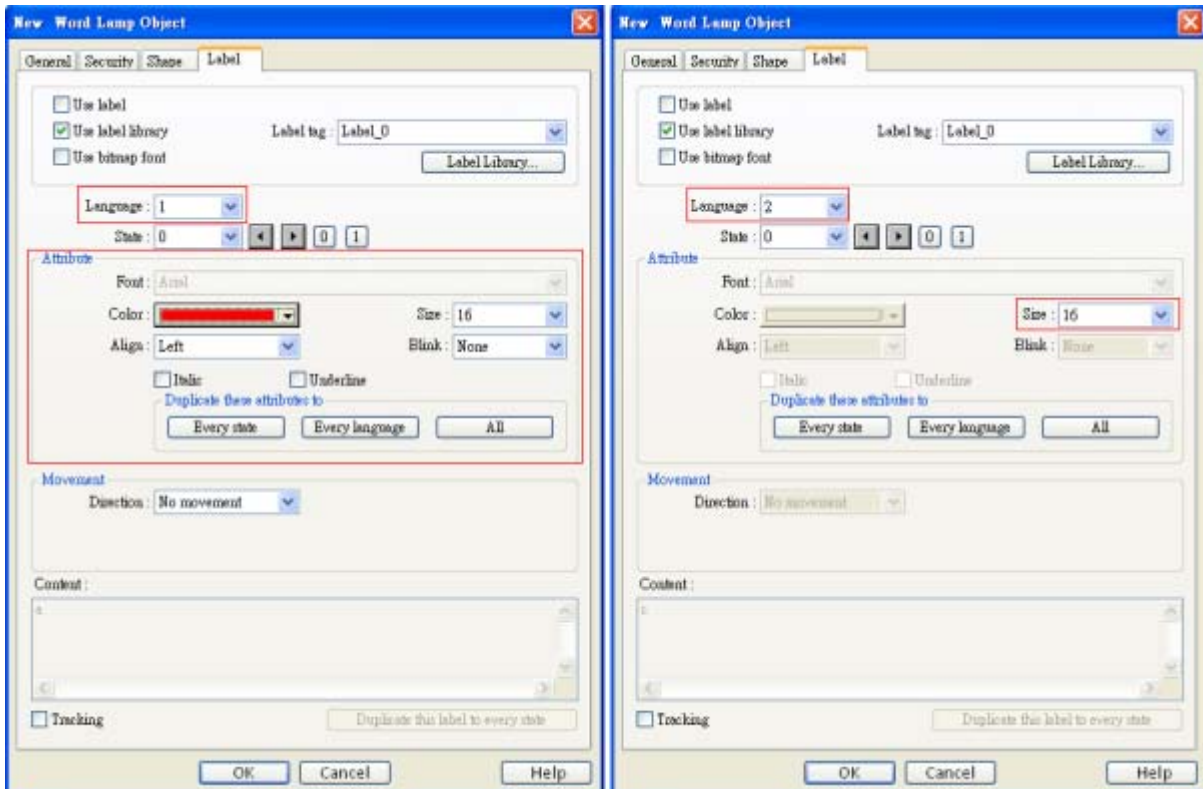 New Word Lamp Object
General Security Shape Label
Use label
Use label library Label tag : Label_0
Use bitmap font Label Library...
Language : 1
State : 0 0 1
Attribute
Font : Arial
Color : Size : 16
Align : Left Blink : None
Italic Underline
Duplicate these attributes to
Every state Every language All
Movement
Direction : No movement
Content :
Tracking Duplicate this label to every state
OK Cancel Help
New Word Lamp Object
General Security Shape Label
Use label
Use label library Label tag : Label_0
Use bitmap font Label Library...
Language : 2
State : 0 0 1
Attribute
Font : Arial
Color : Size : 16
Align : Left Blink : None
Italic Underline
Duplicate these attributes to
Every state Every language All
Movement
Direction : No movement
Content :
Tracking Duplicate this label to every state
OK Cancel Help